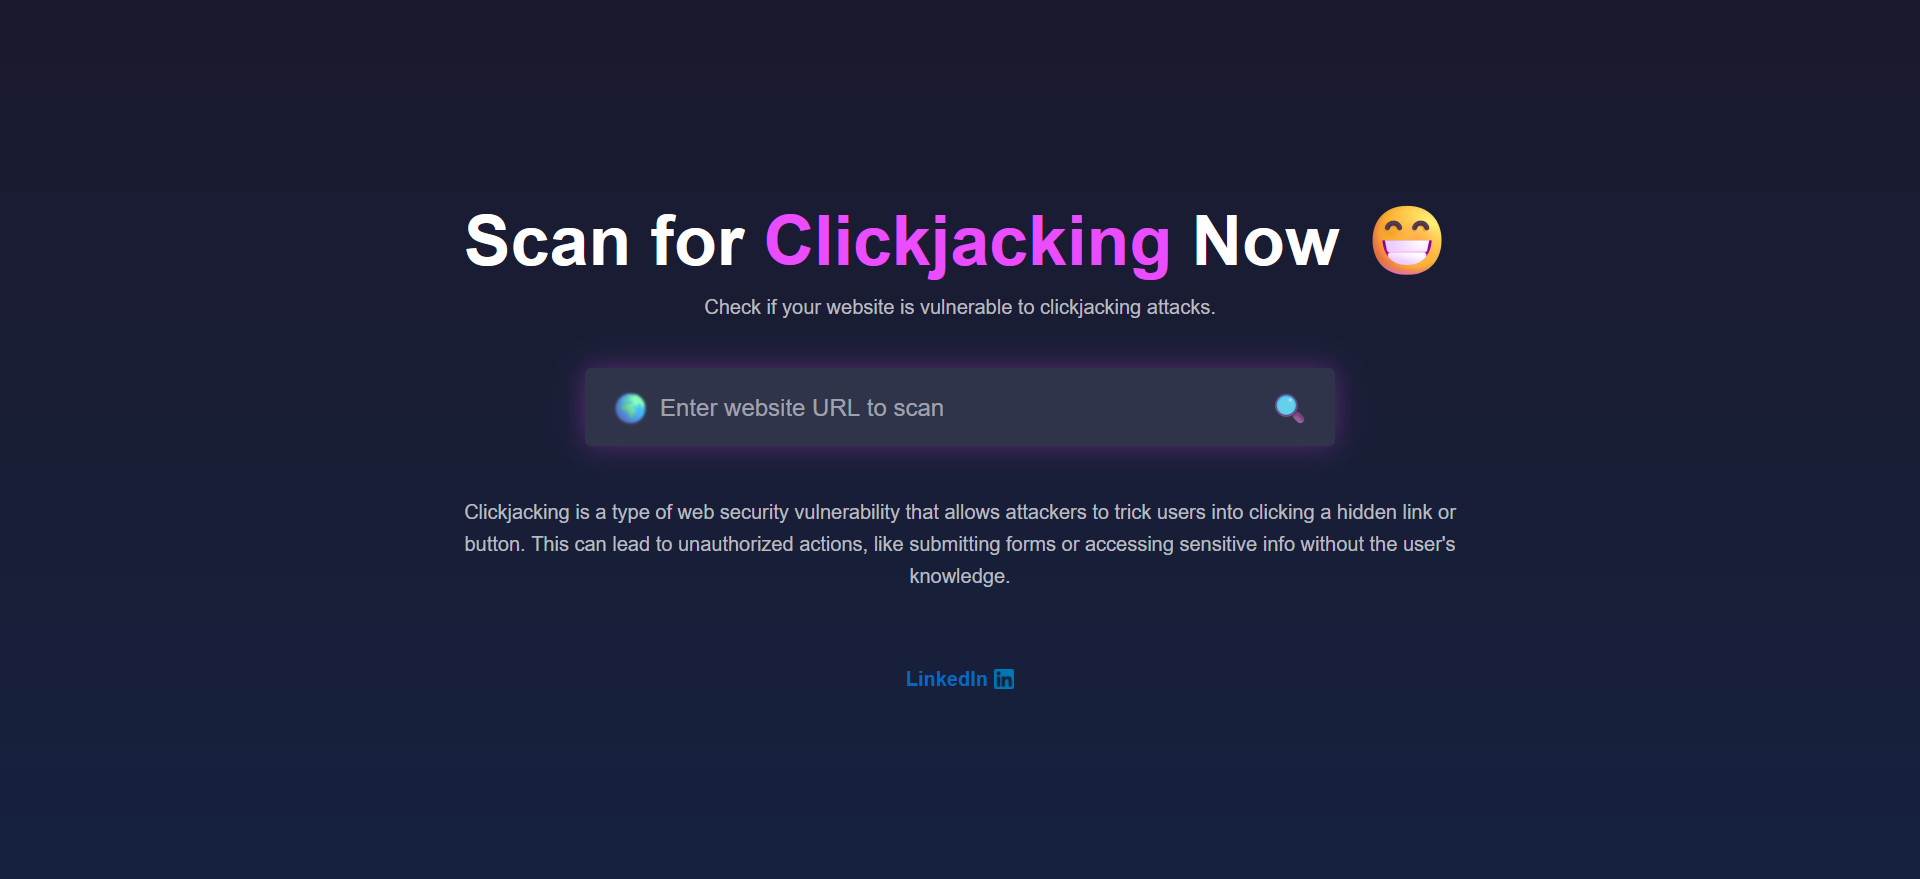 Scan for Clickjacking Now 😁
Check if your website is vulnerable to clickjacking attacks.
Enter website URL to scan
Clickjacking is a type of web security vulnerability that allows attackers to trick users into clicking a hidden link or
button. This can lead to unauthorized actions, like submitting forms or accessing sensitive info without the user's
knowledge.
LinkedIn in